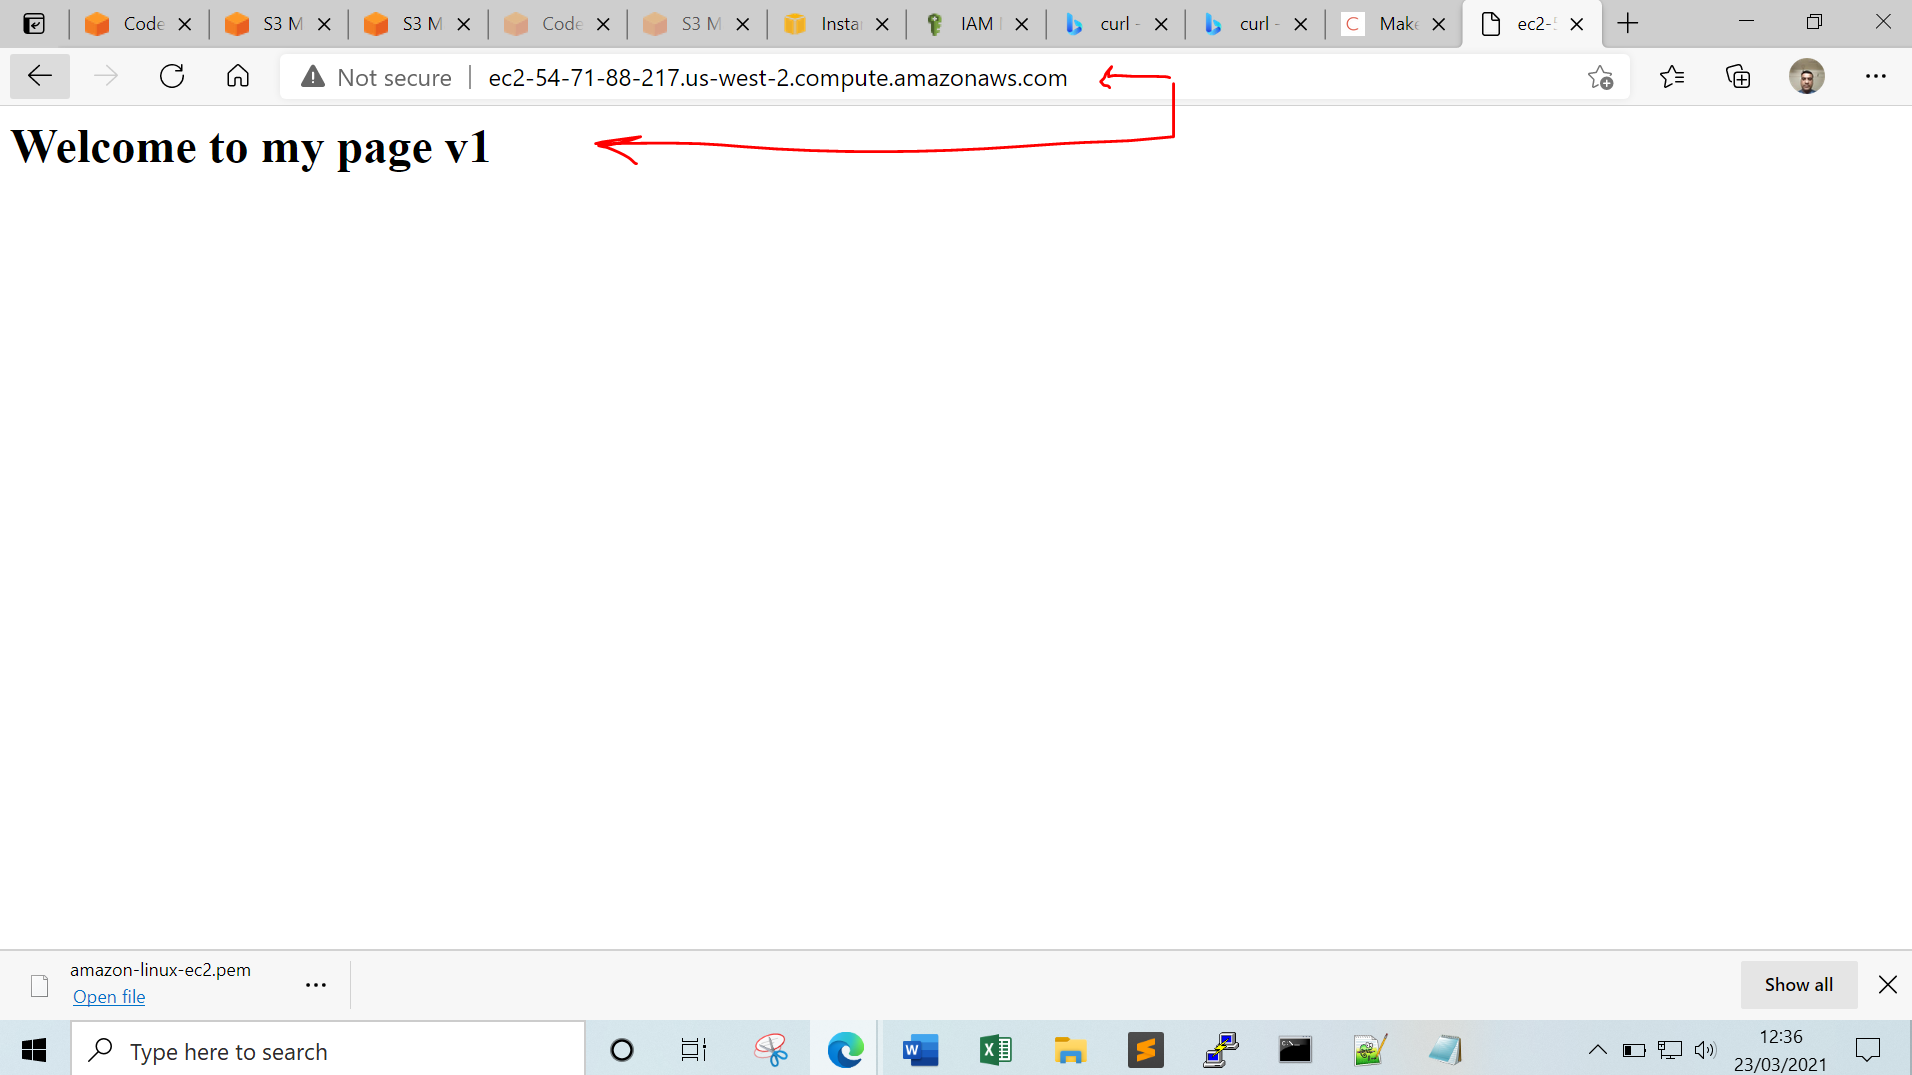 Code
S3 M
S3 M
Code
S3 M
Insta
IAM
curl -
curl -
Make
ec2-
Not secure
ec2-54-71-88-217.us-west-2.compute.amazonaws.com
Welcome to my page v1
amazon-linux-ec2.pem
Open file
Show all
Type here to search
12:36
23/03/2021